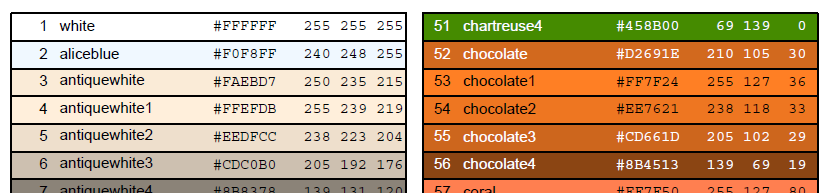 1 white #FFFFFF 255 255 255
2 aliceblue #F0F8FF 240 248 255
3 antiquewhite #FAEBD7 250 235 215
4 antiquewhite1 #FFEFDB 255 239 219
5 antiquewhite2 #EEDFCC 238 223 204
6 antiquewhite3 #CDC0B0 205 192 176
7 antiquewhite4 #8B8378 139 131 120
51 chartreuse4 #458B00 69 139 0
52 chocolate #D2691E 210 105 30
53 chocolate1 #FF7F24 255 127 36
54 chocolate2 #EE7621 238 118 33
55 chocolate3 #CD661D 205 102 29
56 chocolate4 #8B4513 139 69 19
57 coral #FF7F50 255 127 80